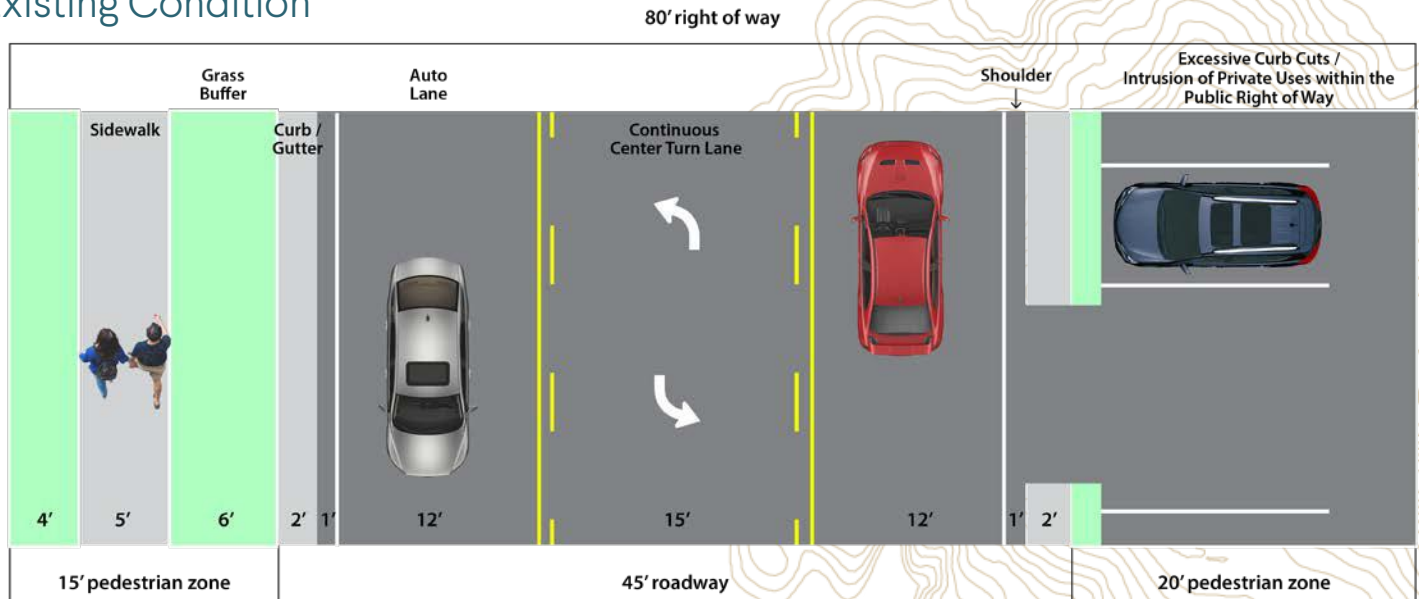 xisting Condition
80' right of way
Grass
Buffer
Auto
Lane
Shoulder
Excessive Curb Cuts /
Intrusion of Private Uses within the
Public Right of Way
Sidewalk
Curb /
Gutter
Continuous
Center Turn Lane
4'
5'
6'
2'
1'
12'
15'
12'
1'
2'
15' pedestrian zone
45' roadway
20' pedestrian zone